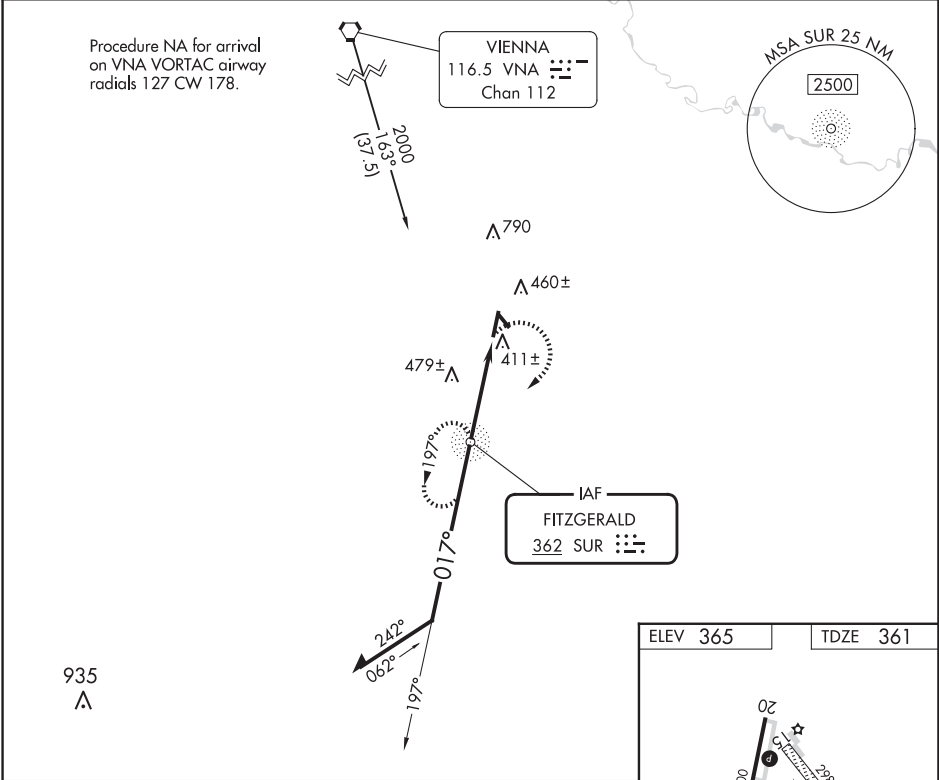 Procedure NA for arrival
on VNA VORTAC airway
radials 127 CW 178.
VIENNA
116.5 VNA
Chan 112
MSA SUR 25 NM
2500
2000
163°
(37.5)
790
460±
479±
411±
197°
IAF
FITZGERALD
362 SUR
017°
242°
062°
197°
935
ELEV 365
TDZE 361
20
15
P